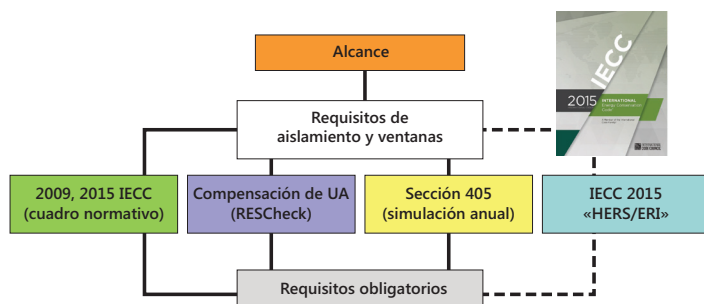 Alcance
IECC
2015
INTERNATIONAL
Requisitos de
aislamiento y ventanas
2009, 2015 IECC
(cuadro normativo)
Compensación de UA
(RESCheck)
Sección 405
(simulación anual)
IECC 2015
«HERS/ERI»
Requisitos obligatorios